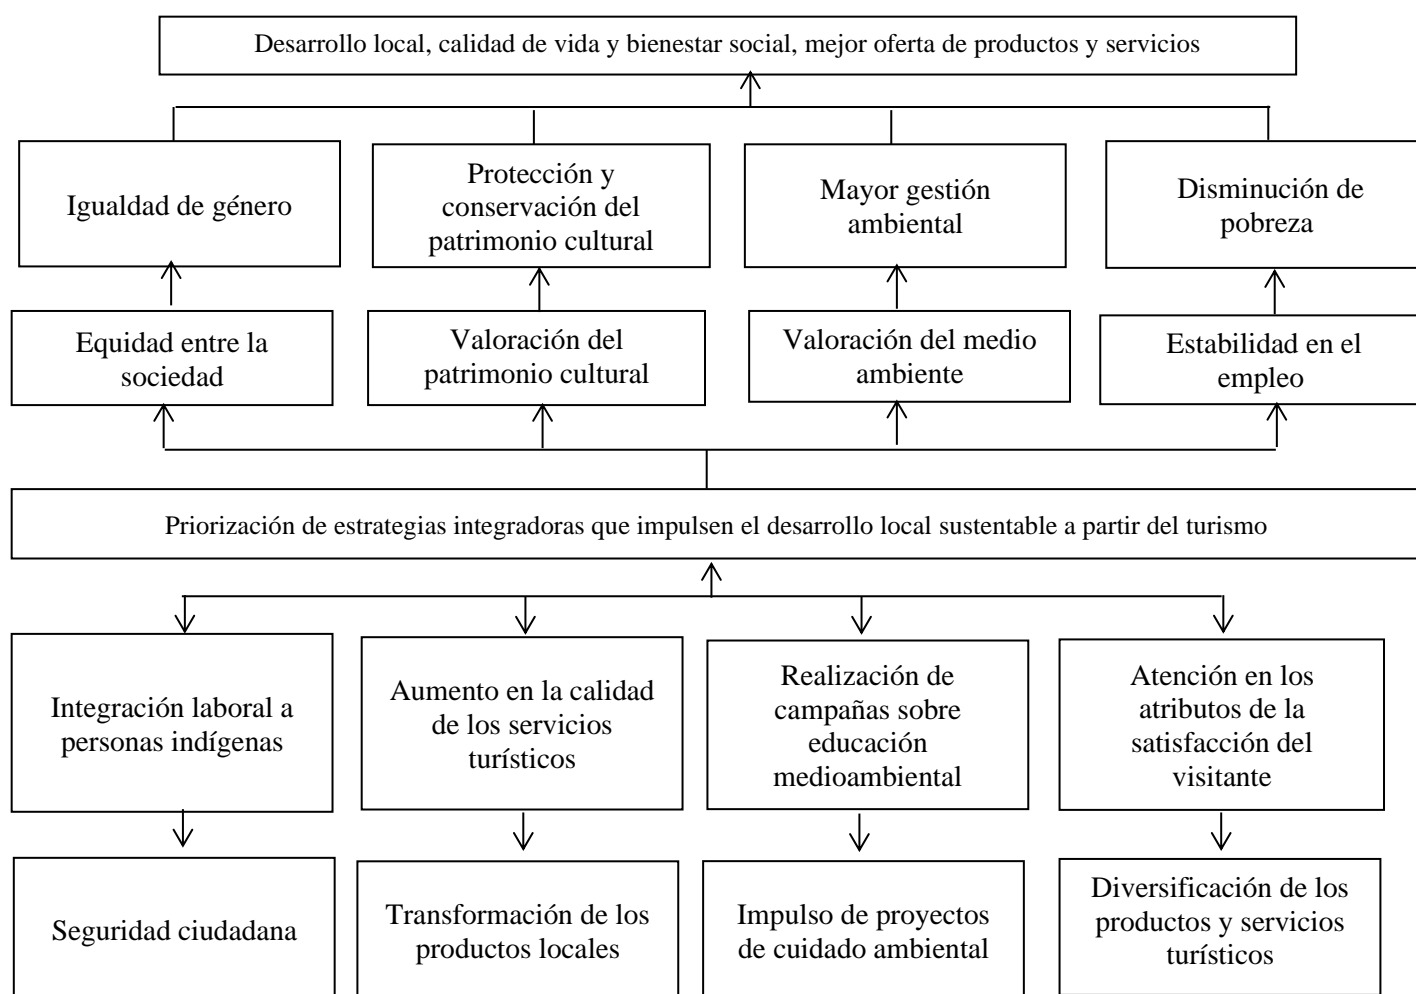 Desarrollo local, calidad de vida y bienestar social, mejor oferta de productos y servicios
Igualdad de género
Protección y
conservación del
patrimonio cultural
Mayor gestión
ambiental
Disminución de
pobreza
Equidad entre la
sociedad
Valoración del
patrimonio cultural
Valoración del medio
ambiente
Estabilidad en el
empleo
Priorización de estrategias integradoras que impulsen el desarrollo local sustentable a partir del turismo
Integración laboral a
personas indígenas
Aumento en la calidad
de los servicios
turísticos
Realización de
campañas sobre
educación
medioambiental
Atención en los
atributos de la
satisfacción del
visitante
Seguridad ciudadana
Transformación de los
productos locales
Impulso de proyectos
de cuidado ambiental
Diversificación de los
productos y servicios
turísticos